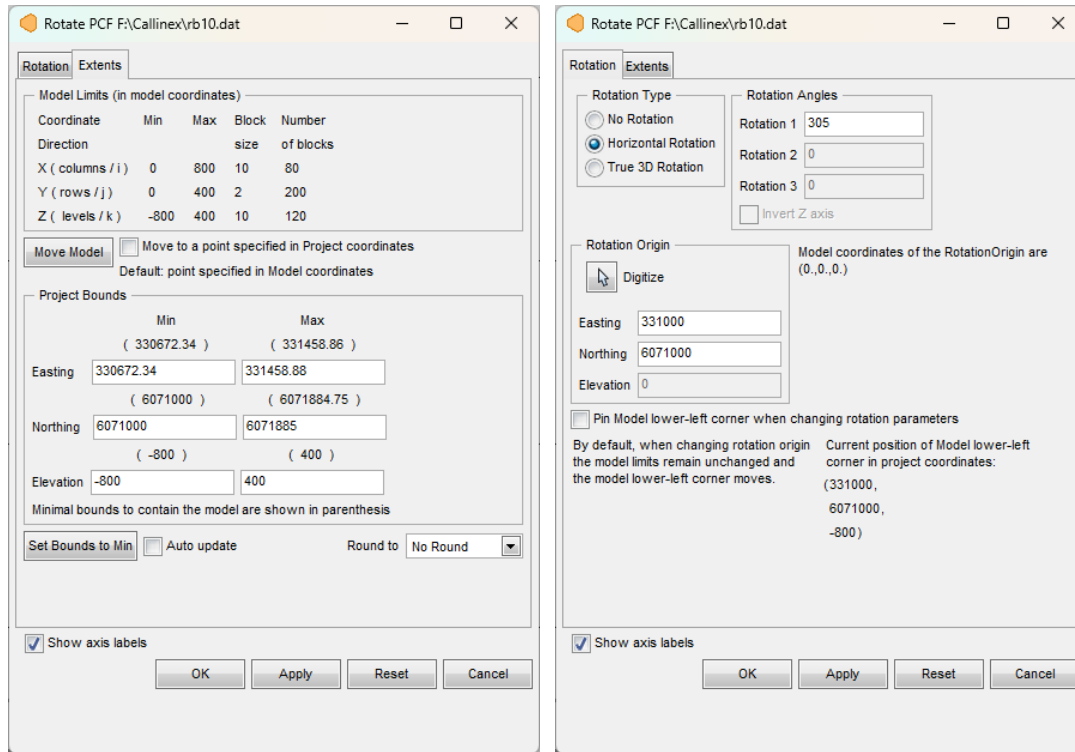 Rotate PCF F:\Callinex\rb10.dat
Rotation Extents
Model Limits (in model coordinates)
Coordinate Min Max Block Number
Direction size of blocks
X ( columns / i ) 0 800 10 80
Y ( rows / j ) 0 400 2 200
Z ( levels / k ) -800 400 10 120
Move Model Move to a point specified in Project coordinates
Default: point specified in Model coordinates
Project Bounds
Min Max
( 330672.34 ) ( 331458.86 )
Easting 330672.34 331458.88
( 6071000 ) ( 6071884.75 )
Northing 6071000 6071885
( -800 ) ( 400 )
Elevation -800 400
Minimal bounds to contain the model are shown in parenthesis
Set Bounds to Min Auto update Round to No Round
Show axis labels
OK Apply Reset Cancel
Rotate PCF F:\Callinex\rb10.dat
Rotation Extents
Rotation Type
No Rotation
Horizontal Rotation
True 3D Rotation
Rotation Angles
Rotation 1 305
Rotation 2 0
Rotation 3 0
Invert Z axis
Rotation Origin
Digitize
Easting 331000
Northing 6071000
Elevation 0
Model coordinates of the RotationOrigin are
(0.,0.,0.)
Pin Model lower-left corner when changing rotation parameters
By default, when changing rotation origin
the model limits remain unchanged and
the model lower-left corner moves.
Current position of Model lower-left
corner in project coordinates:
(331000,
6071000,
-800)
Show axis labels
OK Apply Reset Cancel